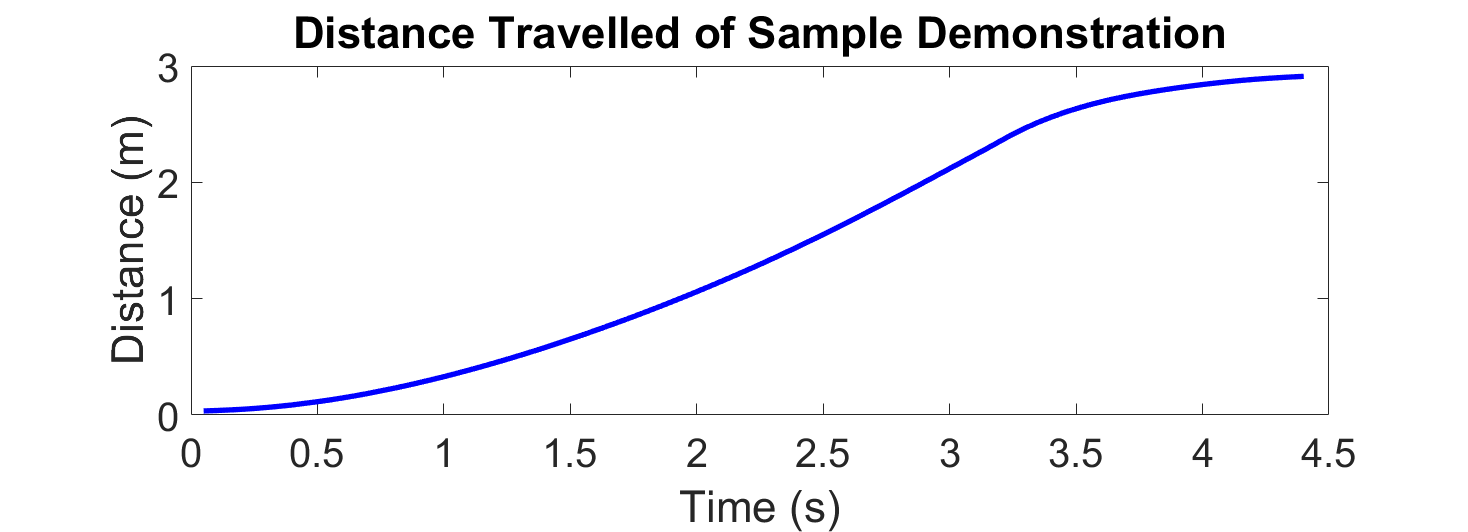 Distance Travelled of Sample Demonstration
3
2
1
0
Distance (m)
0 0.5 1 1.5 2 2.5 3 3.5 4 4.5
Time (s)